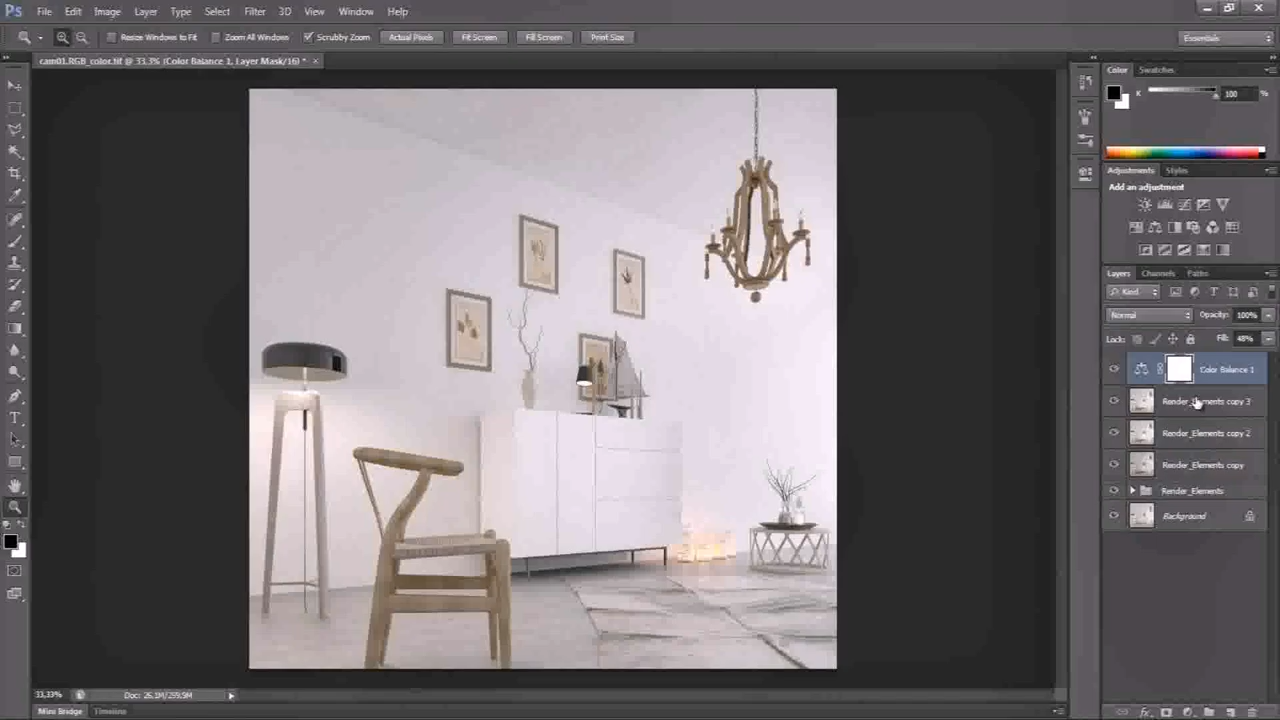 Ps File Edit Image Layer Type Select Filter 3D View Window Help
Resize Windows to Fit Zoom All Windows Scrubby Zoom Actual Pixels Fit Screen Fill Screen Print Size Essentials
cam01.RGB_color.tif @ 33.3% (Color Balance 1, Layer Mask/16) * ×
Color Swatches
K 100 %
Adjustments Styles
Add an adjustment
Layers Channels Paths
Kind
Normal Opacity: 100%
Lock: Fill: 48%
Color Balance 1
Render_Elements copy 3
Render_Elements copy 2
Render_Elements copy
Render_Elements
Background
33,33% Doc: 26.1M/259.9M
Mini Bridge Timeline